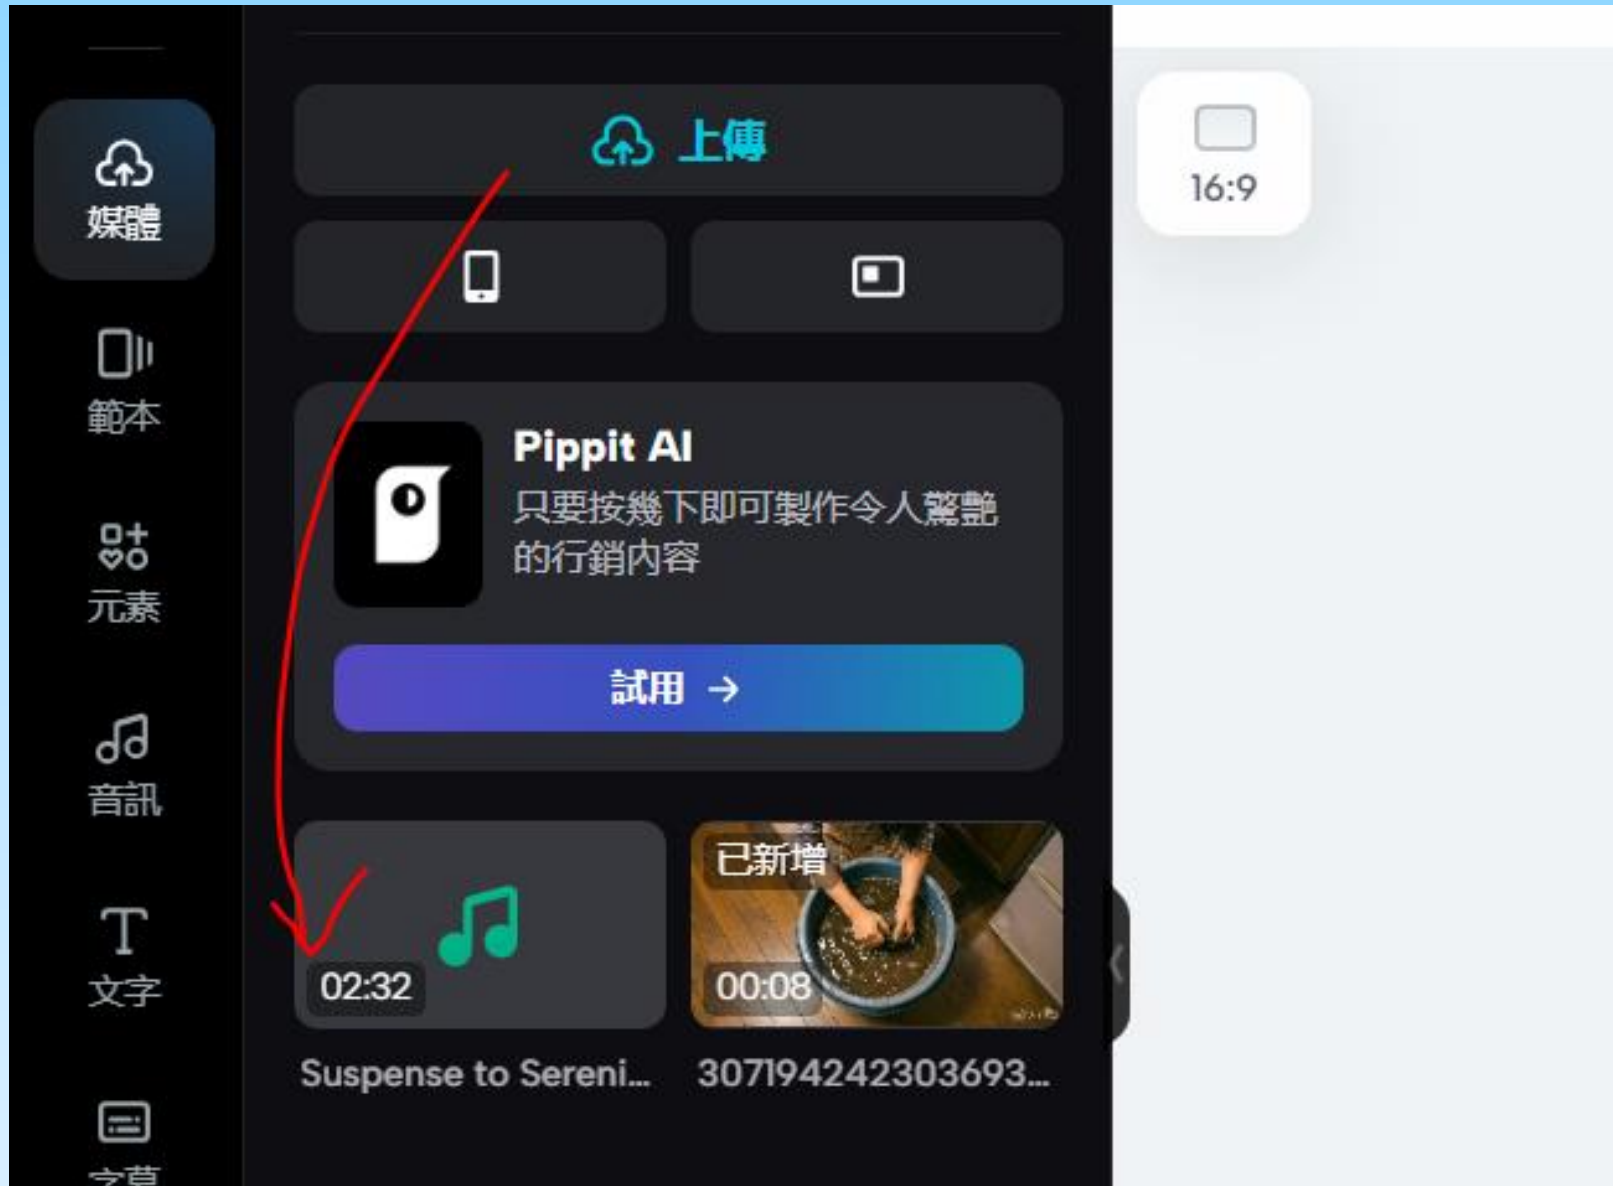 媒體
範本
元素
音訊
文字
字幕
上傳
16:9
Pippit AI
只要按幾下即可製作令人驚艷
的行銷內容
試用 →
02:32
已新增
00:08
Suspense to Sereni...
307194242303693...